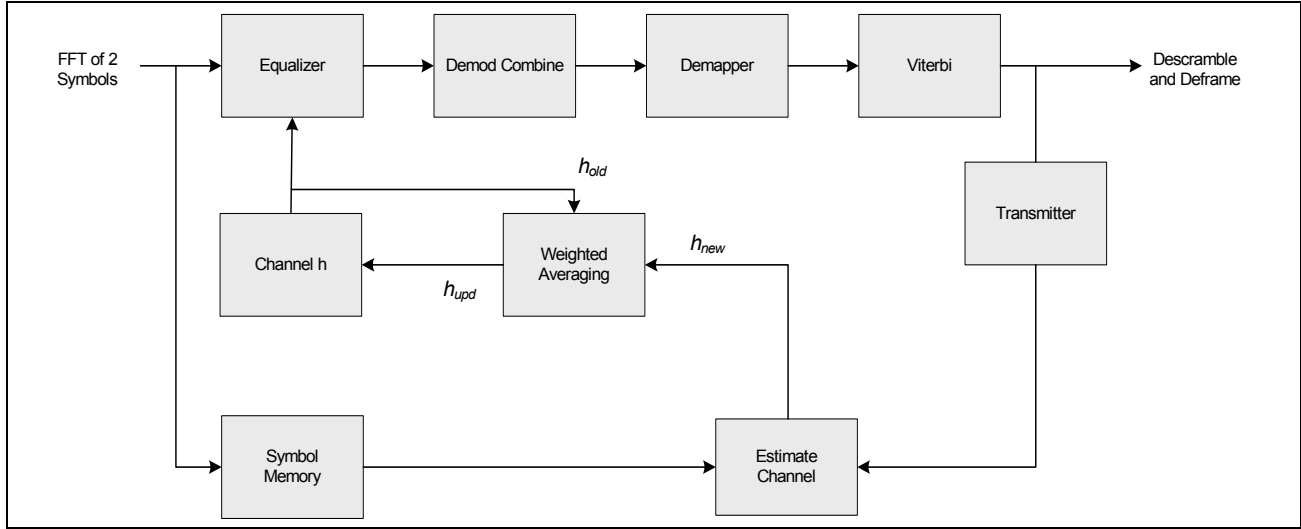 FFT of 2
Symbols
Equalizer
Demod Combine
Demapper
Viterbi
Descramble
and Deframe
h_old
Transmitter
Channel h
Weighted
Averaging
h_new
h_upd
Symbol
Memory
Estimate
Channel